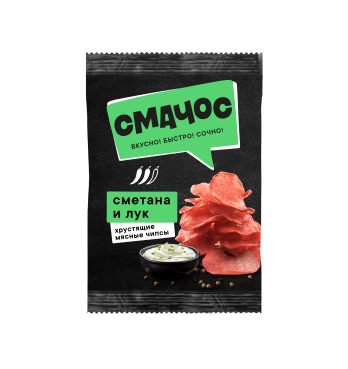 СМАЧОС
ВКУСНО! БЫСТРО! СОЧНО!
сметана
и лук
хрустящие
мясные чипсы